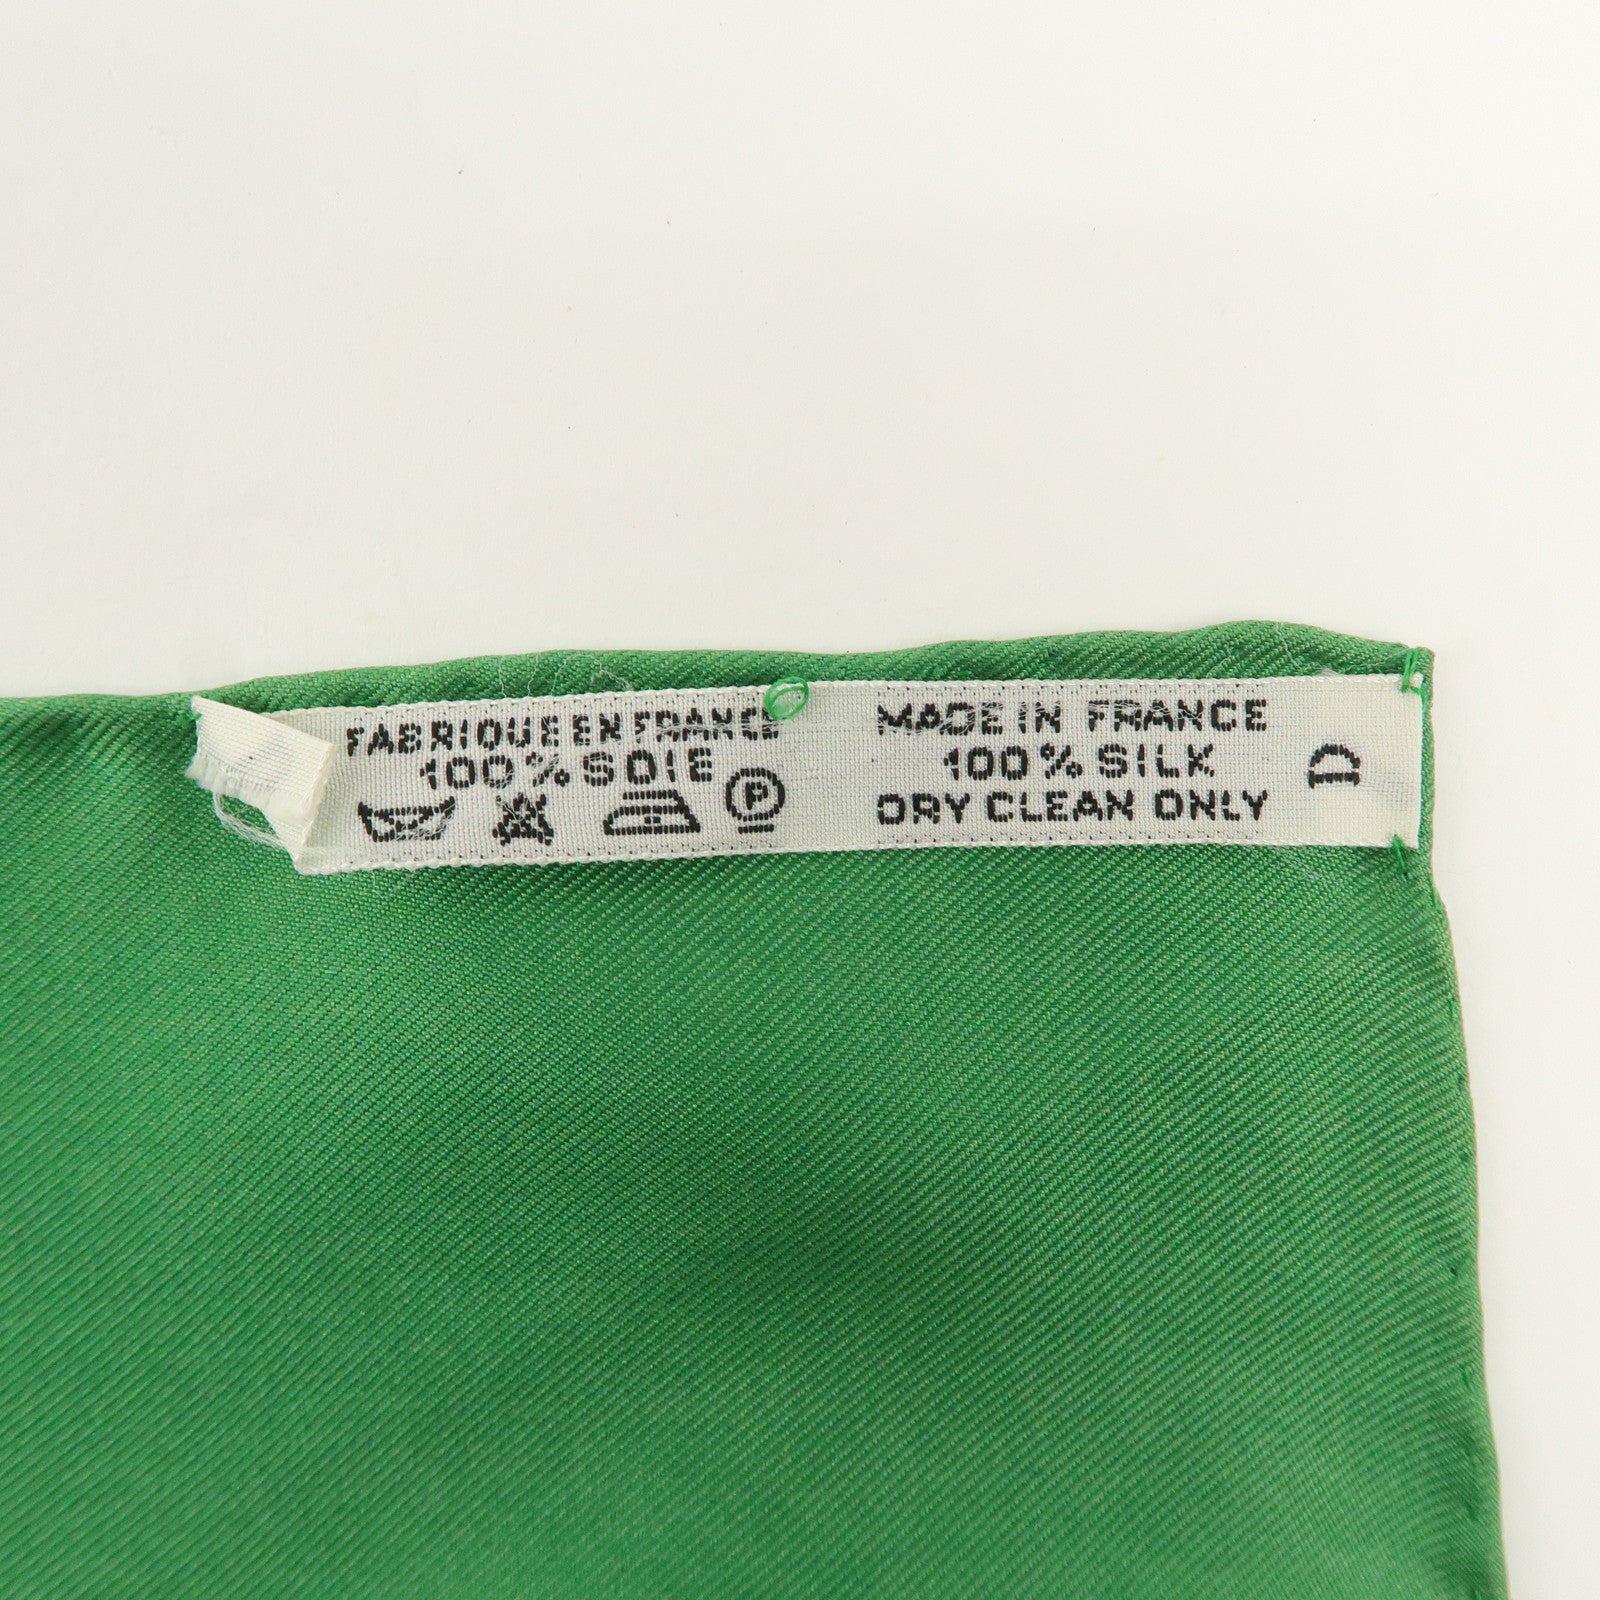 FABRIQUE EN FRANCE
100% SOIE
P
MADE IN FRANCE
100% SILK
DRY CLEAN ONLY
D